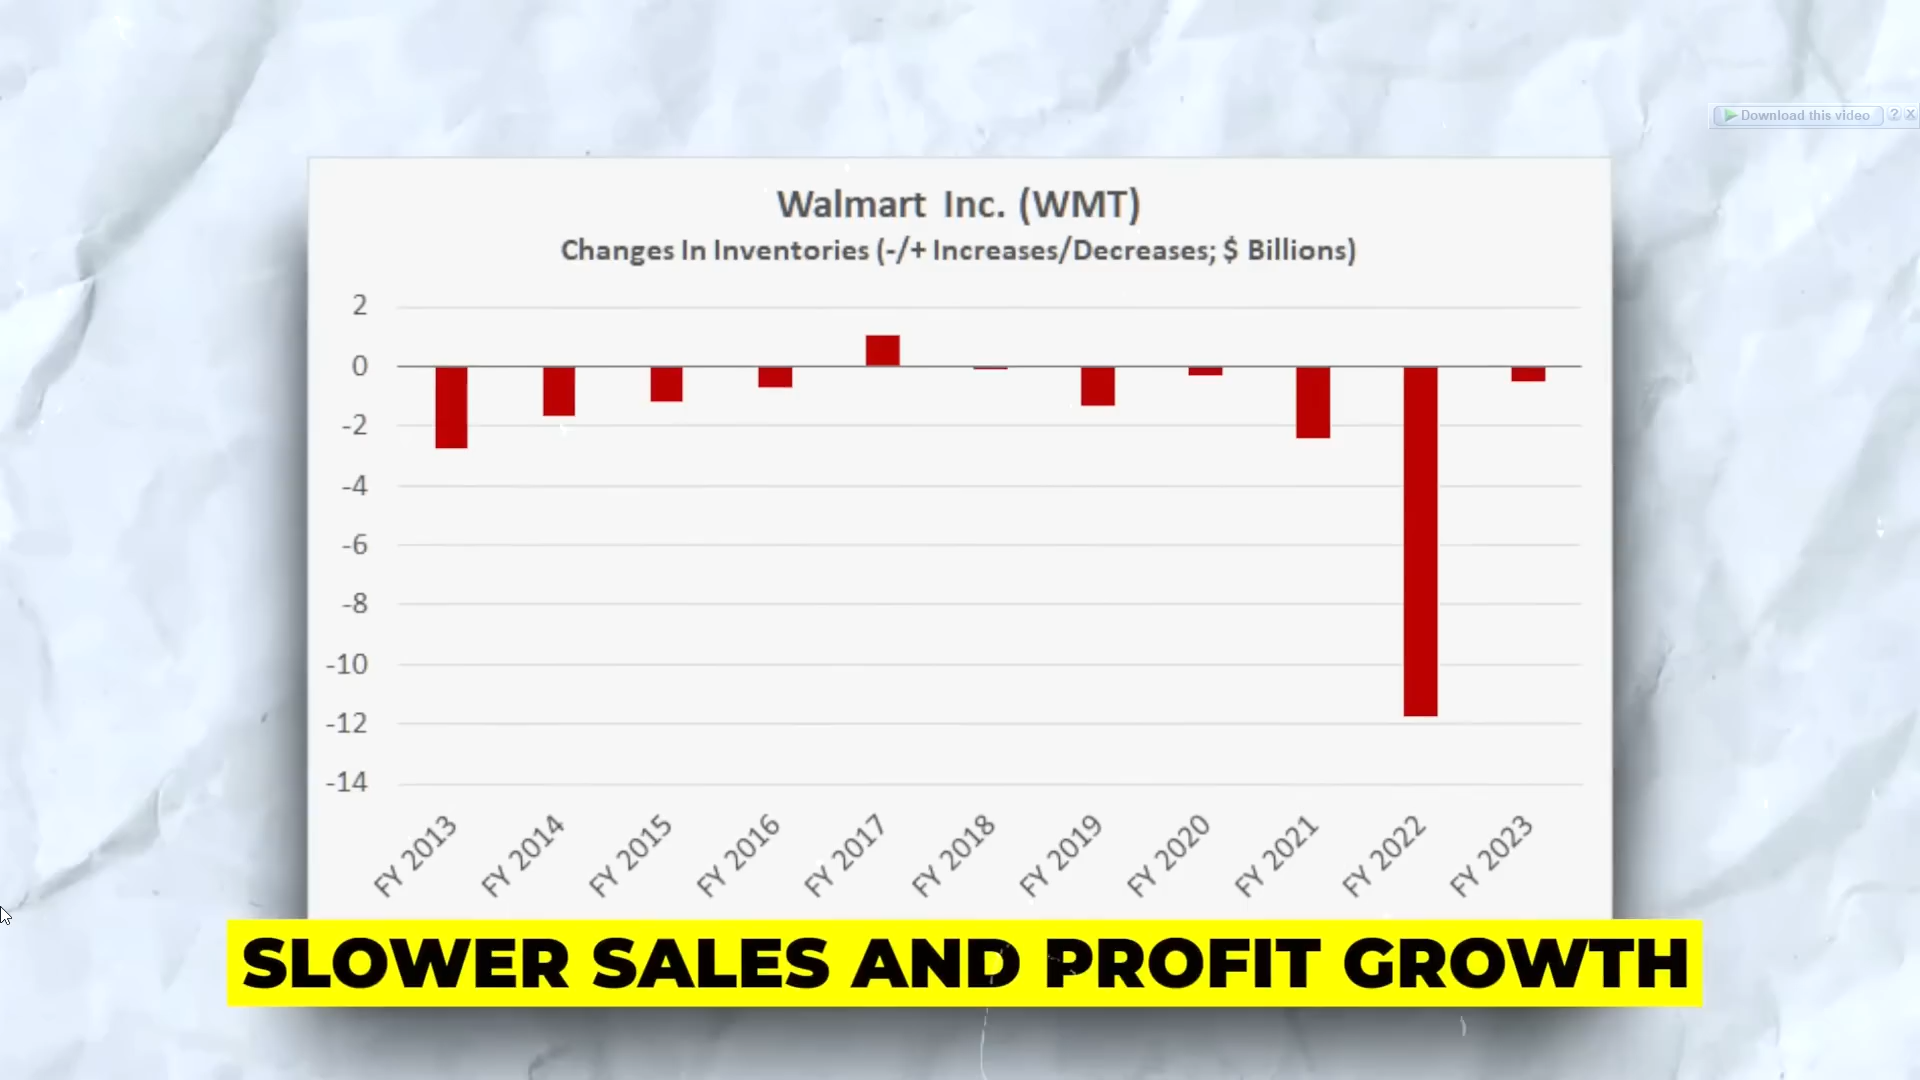 Download this video ? X
Walmart Inc. (WMT)
Changes In Inventories (-/+ Increases/Decreases; $ Billions)
2
0
-2
-4
-6
-8
-10
-12
-14
FY 2013
FY 2014
FY 2015
FY 2016
FY 2017
FY 2018
FY 2019
FY 2020
FY 2021
FY 2022
FY 2023
SLOWER SALES AND PROFIT GROWTH